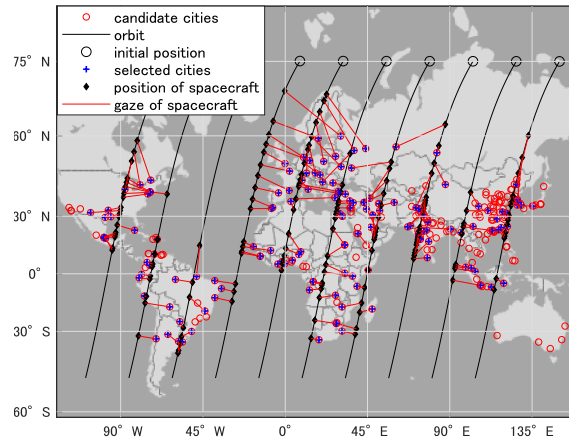 candidate cities
orbit
initial position
selected cities
position of spacecraft
gaze of spacecraft
75° N
60° N
30° N
0°
30° S
60° S
90° W 45° W 0° 45° E 90° E 135° E